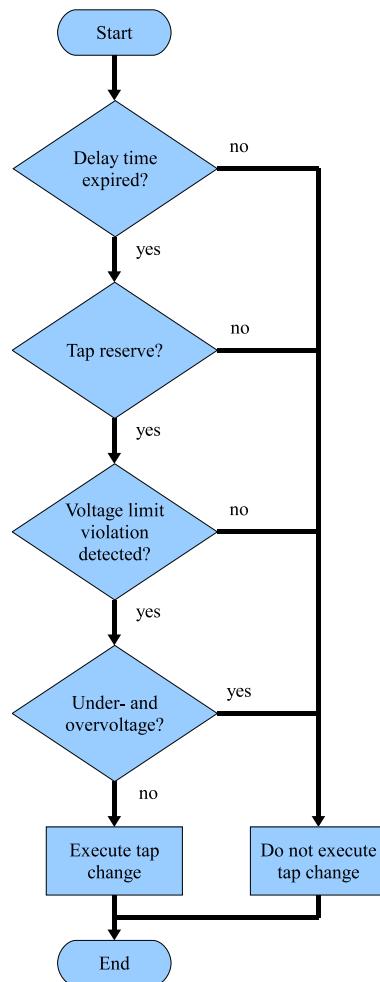 Start
Delay time
expired?
no
yes
Tap reserve?
no
yes
Voltage limit
violation
detected?
no
yes
Under- and
overvoltage?
yes
no
Execute tap
change
Do not execute
tap change
End